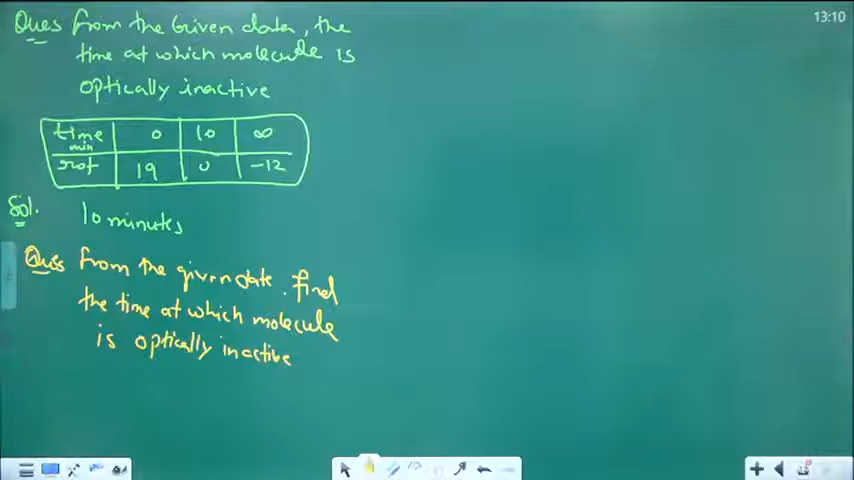 13:10
Ques from the Given data, the
time at which molecule is
optically inactive
time min 0 10 ∞
rot 19 0 -12
Sol. 10 minutes
Ques from the given date. find
the time at which molecule
is optically inactive